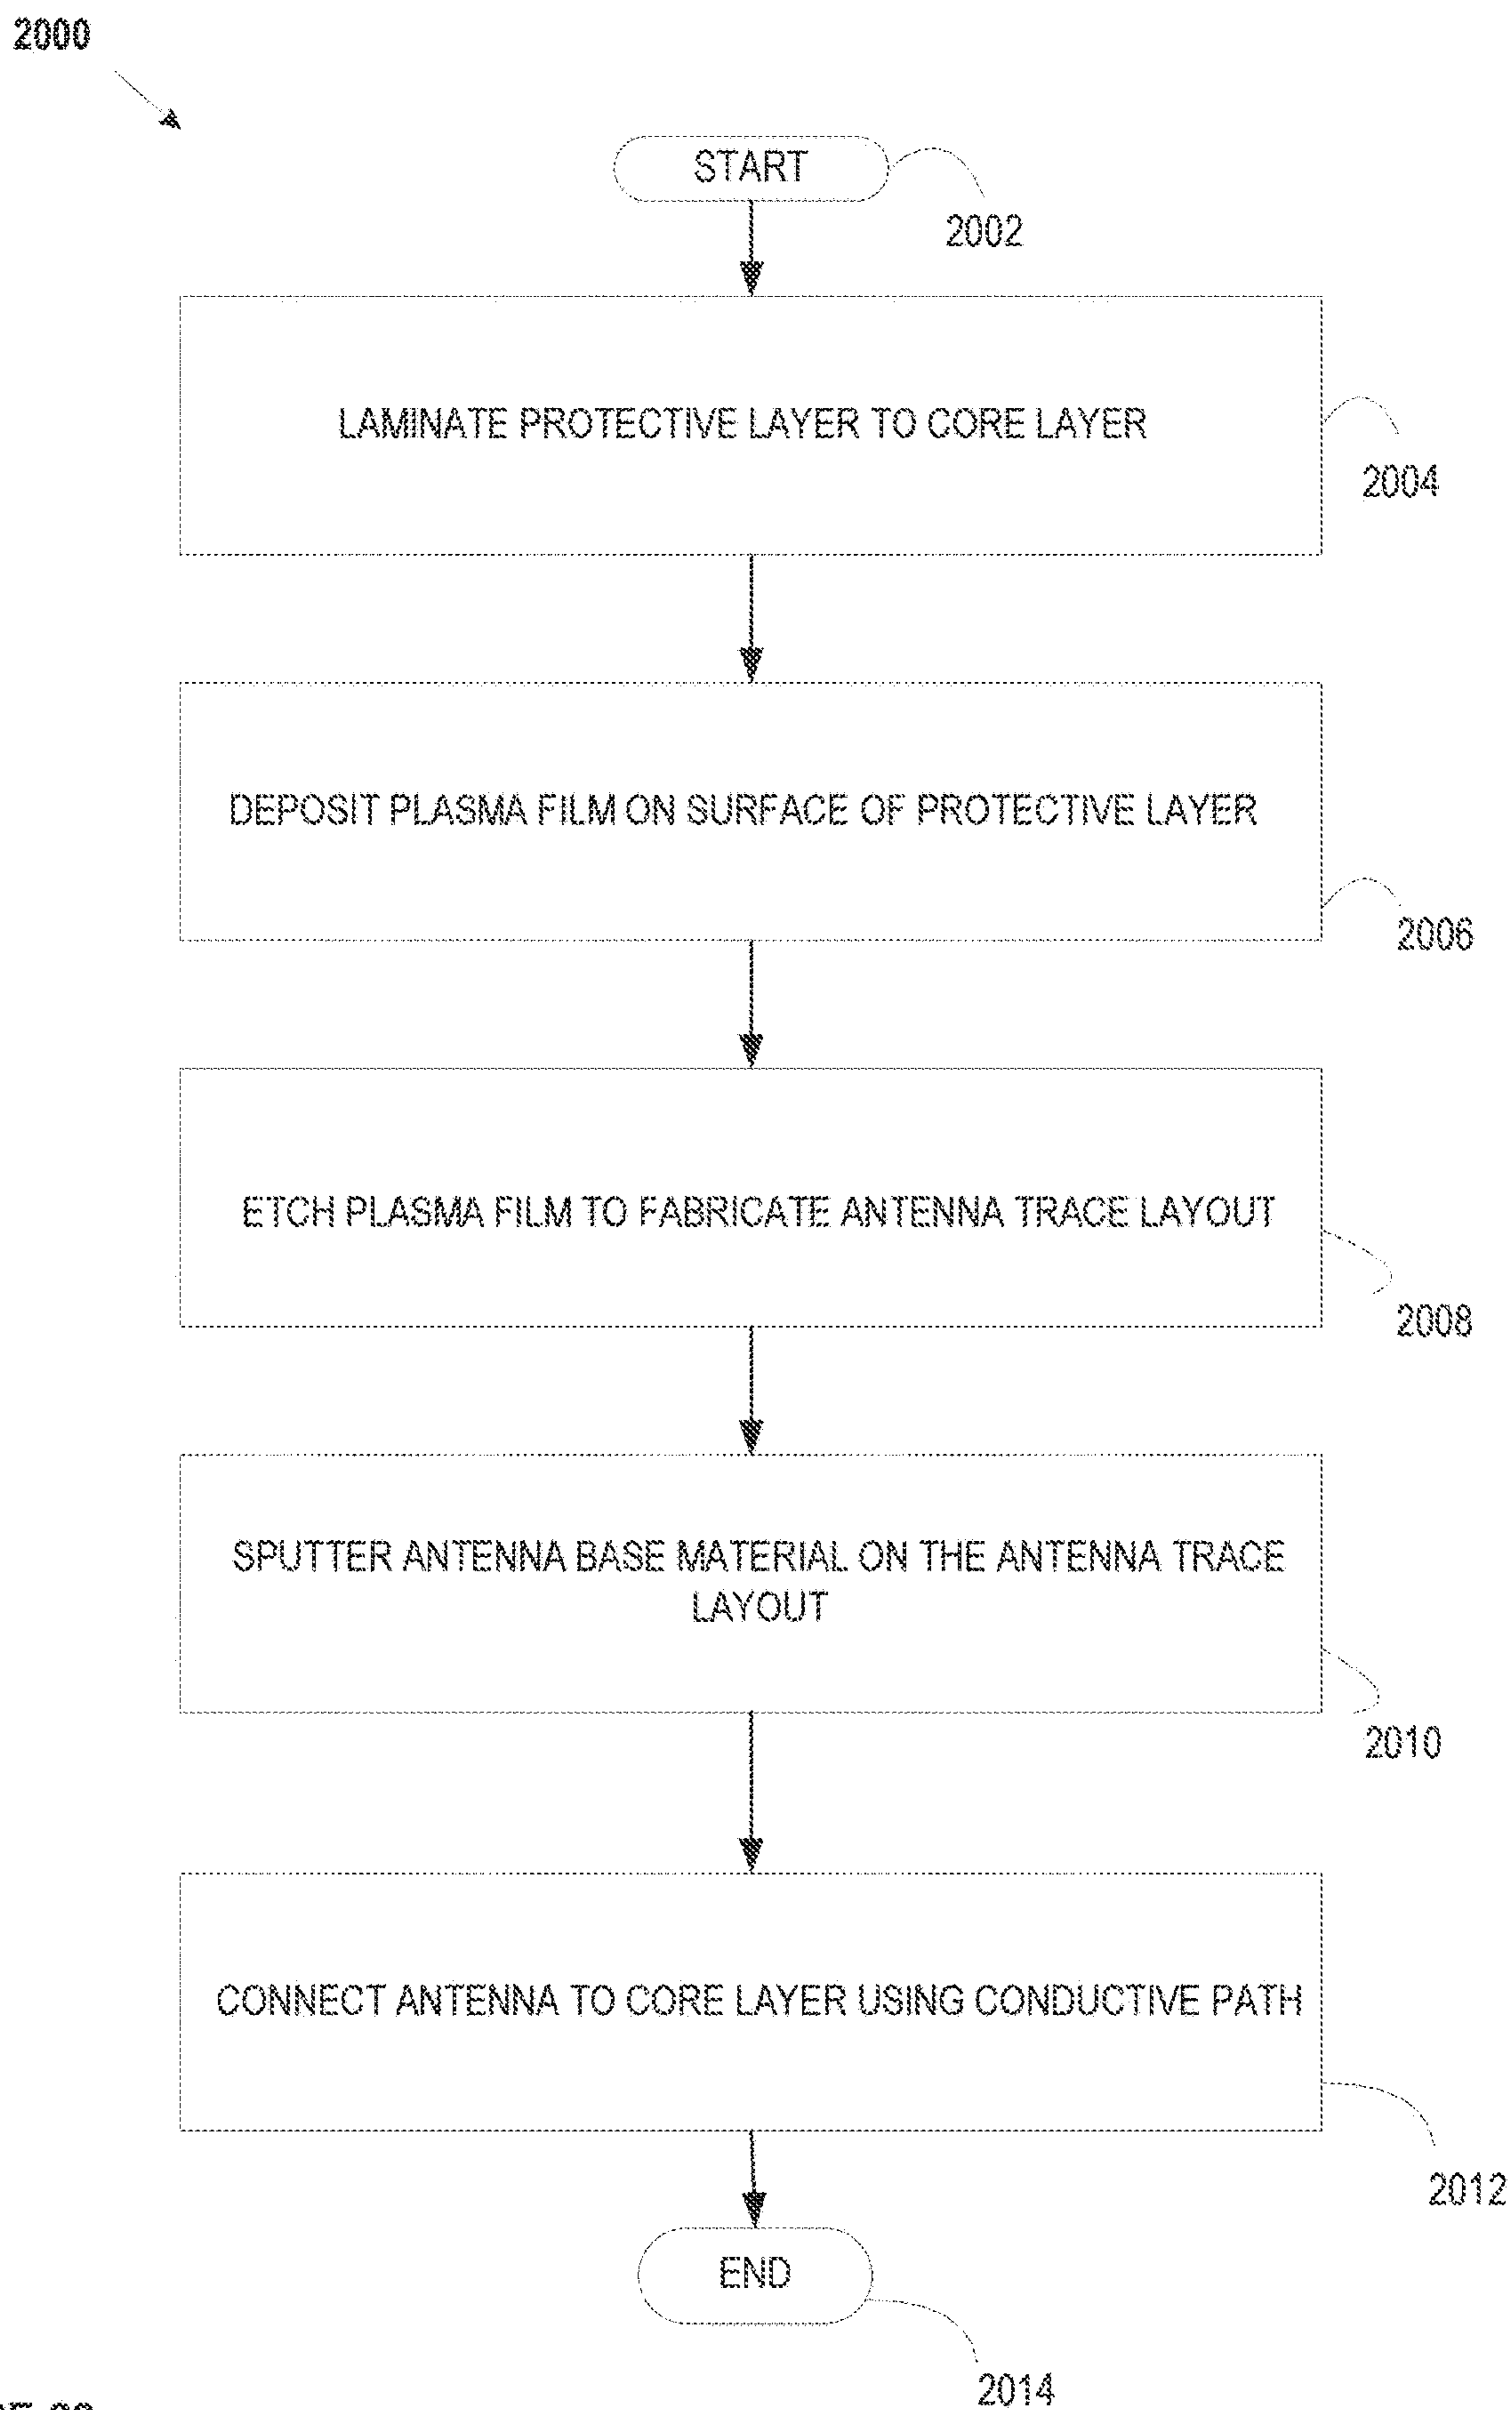 2000
START
2002
LAMINATE PROTECTIVE LAYER TO CORE LAYER
2004
DEPOSIT PLASMA FILM ON SURFACE OF PROTECTIVE LAYER
2006
ETCH PLASMA FILM TO FABRICATE ANTENNA TRACE LAYOUT
2008
SPUTTER ANTENNA BASE MATERIAL ON THE ANTENNA TRACE
LAYOUT
2010
CONNECT ANTENNA TO CORE LAYER USING CONDUCTIVE PATH
2012
END
2014